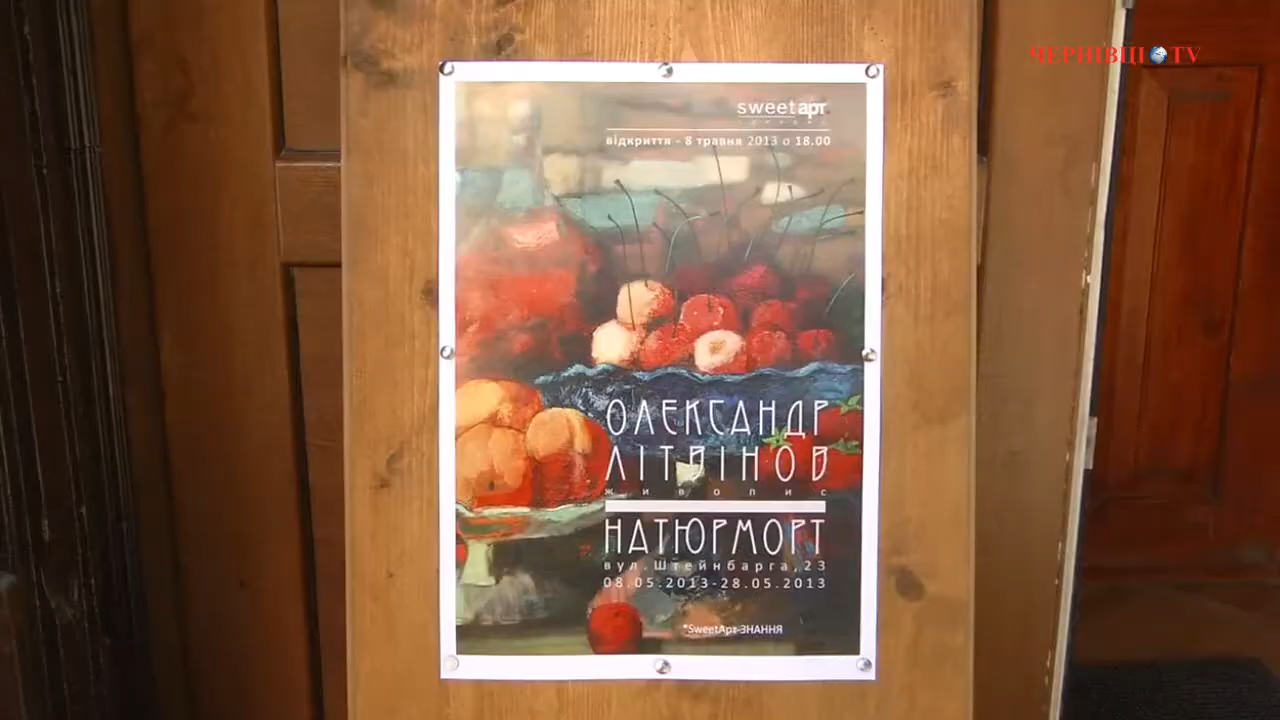 ЧЕРНІВЦІ TV
sweetарт
відкриття - 8 травня 2013 о 18.00
ОЛЕКСАНДР
ЛІТВІНОВ
живопис
НАТЮРМОРТ
вул.Штейнбарга,23
08.05.2013-28.05.2013
*SweetАрт-ЗНАННЯ